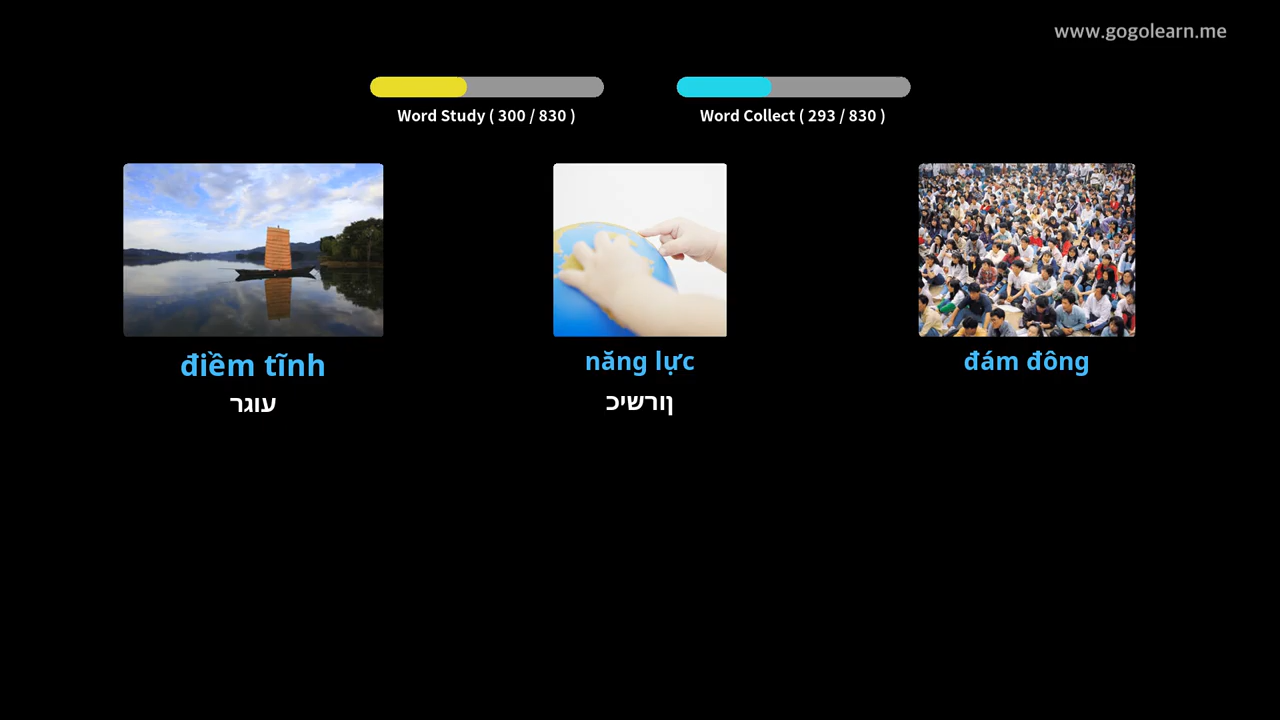 www.gogolearn.me
Word Study ( 300 / 830 )
Word Collect ( 293 / 830 )
điềm tĩnh
עוגר
năng lực
ןורשיכ
đám đông